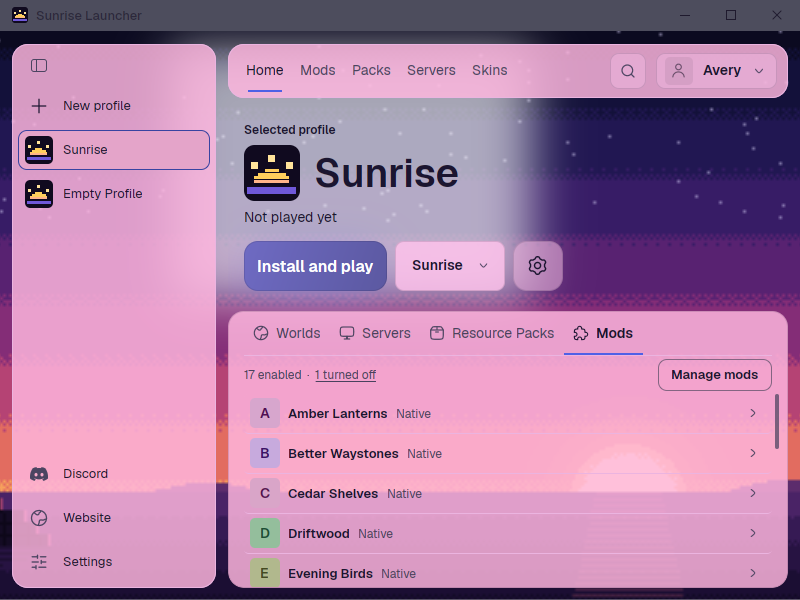 Sunrise Launcher
New profile
Sunrise
Empty Profile
Discord
Website
Settings
Home Mods Packs Servers Skins
Avery
Selected profile
Sunrise
Not played yet
Install and play
Sunrise
Worlds Servers Resource Packs Mods
17 enabled · 1 turned off
Manage mods
A Amber Lanterns Native
B Better Waystones Native
C Cedar Shelves Native
D Driftwood Native
E Evening Birds Native